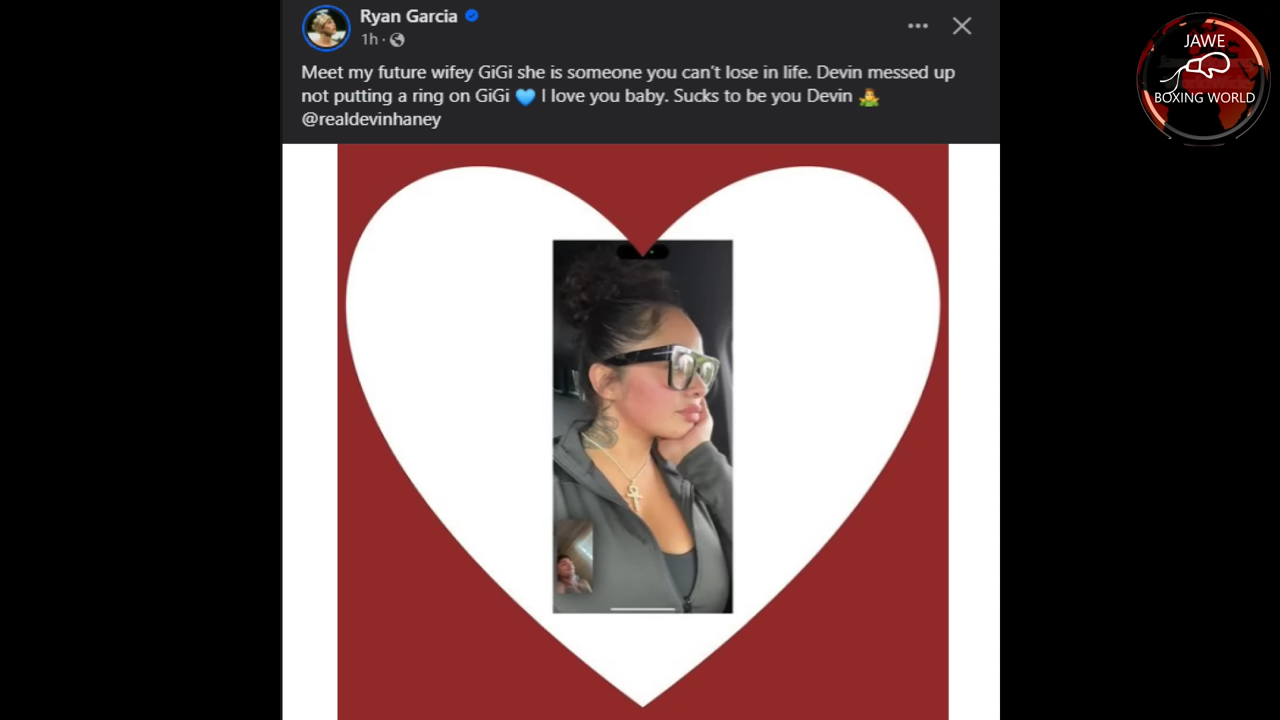 Ryan Garcia
1h ·
Meet my future wifey GiGi she is someone you can't lose in life. Devin messed up
not putting a ring on GiGi 💙 I love you baby. Sucks to be you Devin 🤷
@realdevinhaney
JAWE
BOXING WORLD